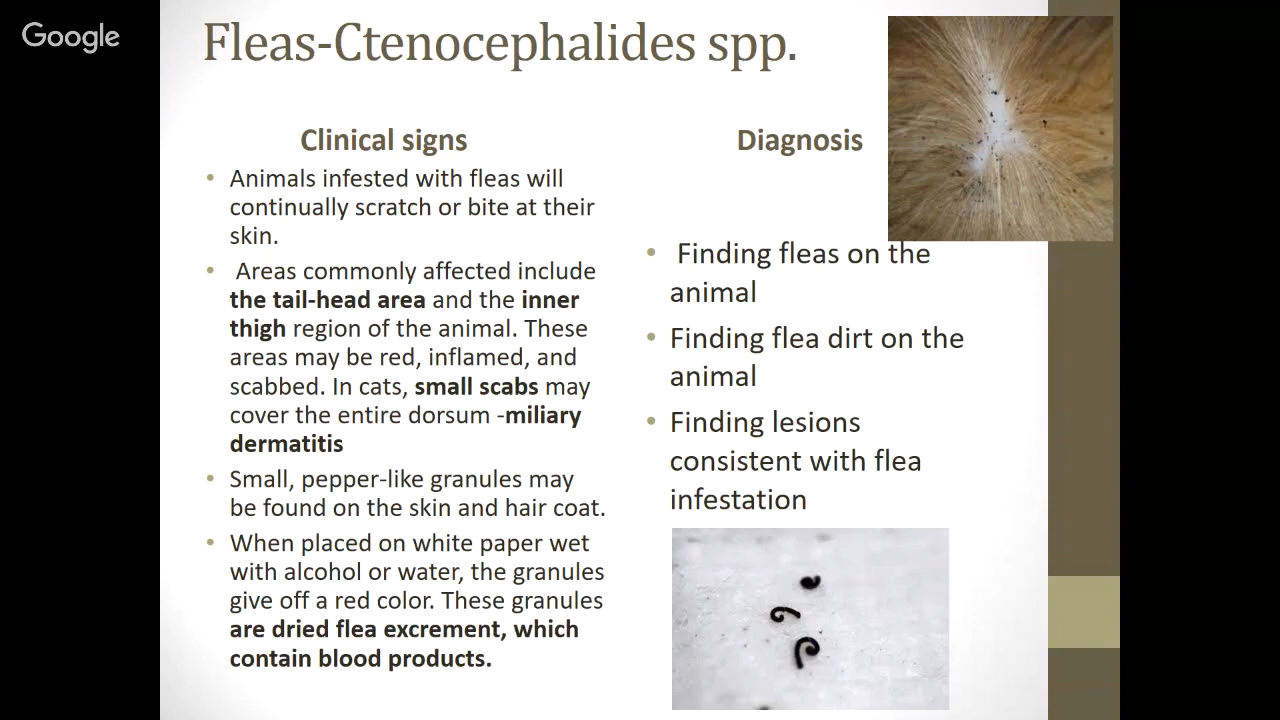 Google
Fleas-Ctenocephalides spp.
Clinical signs
• Animals infested with fleas will
continually scratch or bite at their
skin.
• Areas commonly affected include
the tail-head area and the inner
thigh region of the animal. These
areas may be red, inflamed, and
scabbed. In cats, small scabs may
cover the entire dorsum -miliary
dermatitis
• Small, pepper-like granules may
be found on the skin and hair coat.
• When placed on white paper wet
with alcohol or water, the granules
give off a red color. These granules
are dried flea excrement, which
contain blood products.
Diagnosis
• Finding fleas on the
animal
• Finding flea dirt on the
animal
• Finding lesions
consistent with flea
infestation